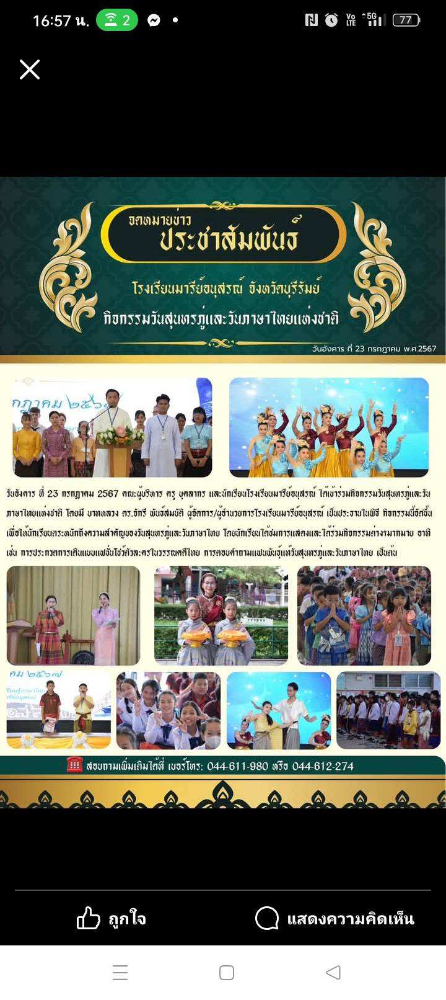 16:57 น.
2
VoLTE
5G
77
จดหมายข่าว
ประชาสัมพันธ์
โรงเรียนมารีย์อนุสรณ์ จังหวัดบุรีรัมย์
กิจกรรมวันสุนทรภู่และวันภาษาไทยแห่งชาติ
วันอังคาร ที่ 23 กรกฎาคม พ.ศ.2567
กฎาคม ๒๕๖๗
วันอังคาร ที่ 23 กรกฎาคม 2567 คณะผู้บริหาร ครู บุคลากร และนักเรียนโรงเรียนมารีย์อนุสรณ์ ได้เข้าร่วมกิจกรรมวันสุนทรภู่และวัน
ภาษาไทยแห่งชาติ โดยมี บาทหลวง ดร.จักรี พันธ์สมบัติ ผู้จัดการ/ผู้อำนวยการโรงเรียนมารีย์อนุสรณ์ เป็นประธานในพิธี กิจกรรมนี้จัดขึ้น
เพื่อให้นักเรียนตระหนักถึงความสำคัญของวันสุนทรภู่และวันภาษาไทย โดยนักเรียนได้ชมการแสดงและได้ร่วมกิจกรรมต่างๆมากมาย อาทิ
เช่น การประกวดการเดินแบบแฟชั่นโชว์ตัวละครในวรรณคดีไทย การตอบคำถามแฟนพันธุ์แท้วันสุนทรภู่และวันภาษาไทย เป็นต้น
คม ๒๕๖๗
สอบถามเพิ่มเติมได้ที่ เบอร์โทร: 044-611-980 หรือ 044-612-274
ถูกใจ
แสดงความคิดเห็น